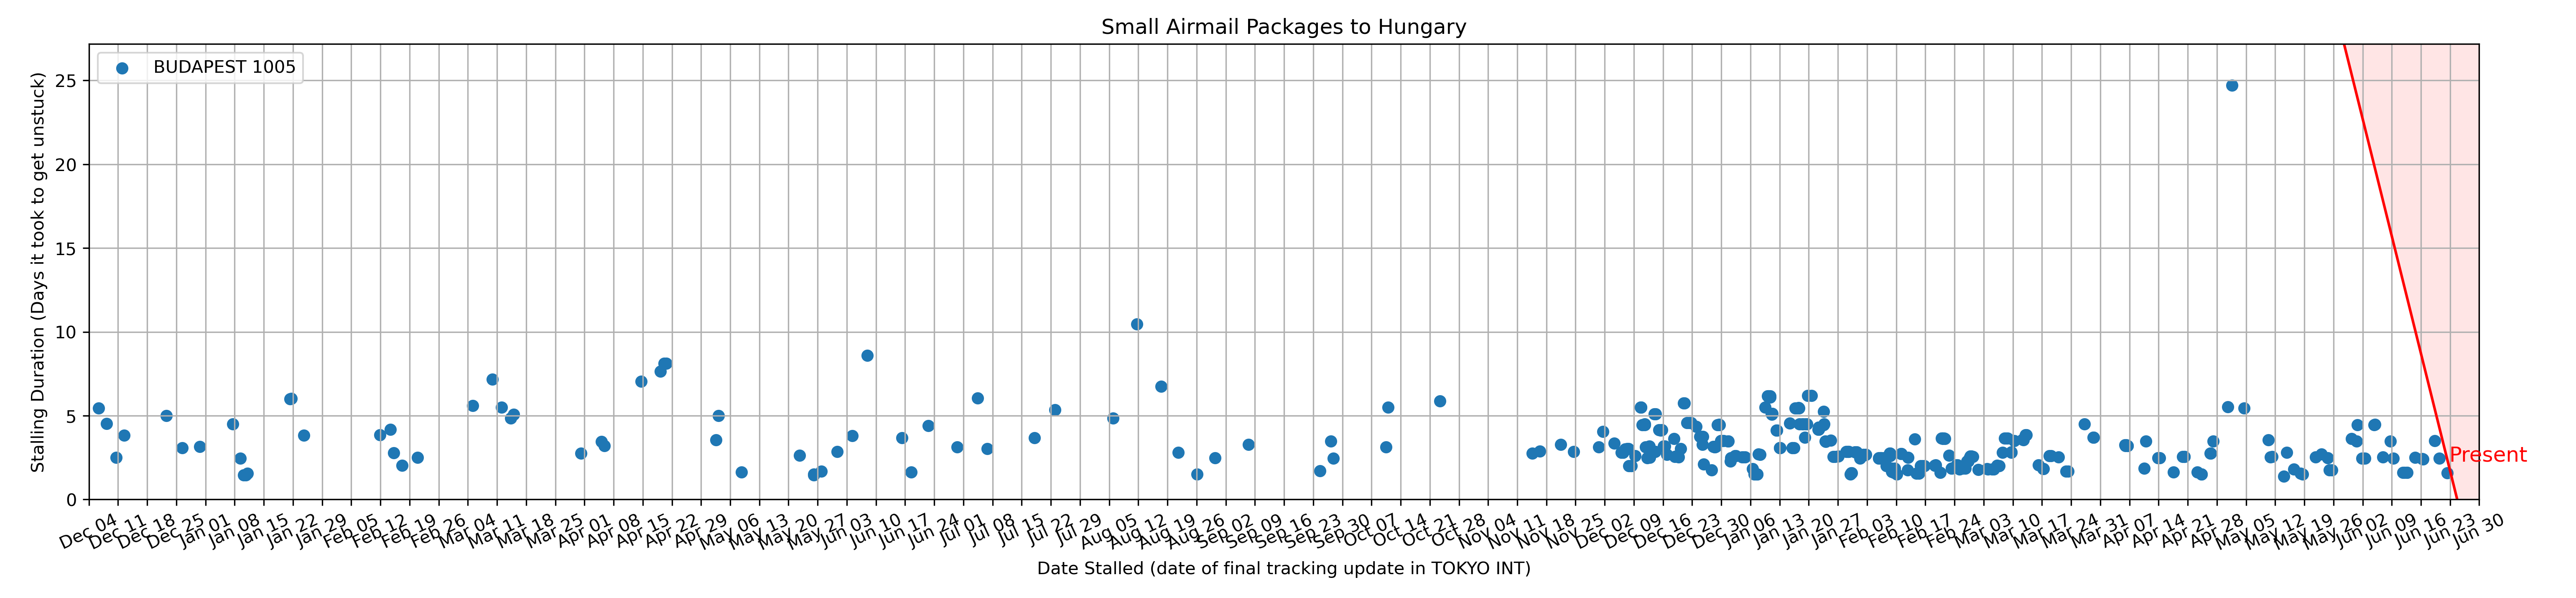 Small Airmail Packages to Hungary
BUDAPEST 1005
Stalling Duration (Days it took to get unstuck)
25
20
15
10
5
0
Present
Dec 04 Dec 11 Dec 18 Dec 25 Jan 01 Jan 08 Jan 15 Jan 22 Jan 29 Feb 05 Feb 12 Feb 19 Feb 26 Mar 04 Mar 11 Mar 18 Mar 25 Apr 01 Apr 08 Apr 15 Apr 22 Apr 29 May 06 May 13 May 20 May 27 Jun 03 Jun 10 Jun 17 Jun 24 Jul 01 Jul 08 Jul 15 Jul 22 Jul 29 Aug 05 Aug 12 Aug 19 Aug 26 Sep 02 Sep 09 Sep 16 Sep 23 Sep 30 Oct 07 Oct 14 Oct 21 Oct 28 Nov 04 Nov 11 Nov 18 Nov 25 Dec 02 Dec 09 Dec 16 Dec 23 Dec 30 Jan 06 Jan 13 Jan 20 Jan 27 Feb 03 Feb 10 Feb 17 Feb 24 Mar 03 Mar 10 Mar 17 Mar 24 Mar 31 Apr 07 Apr 14 Apr 21 Apr 28 May 05 May 12 May 19 May 26 Jun 02 Jun 09 Jun 16 Jun 23 Jun 30
Date Stalled (date of final tracking update in TOKYO INT)